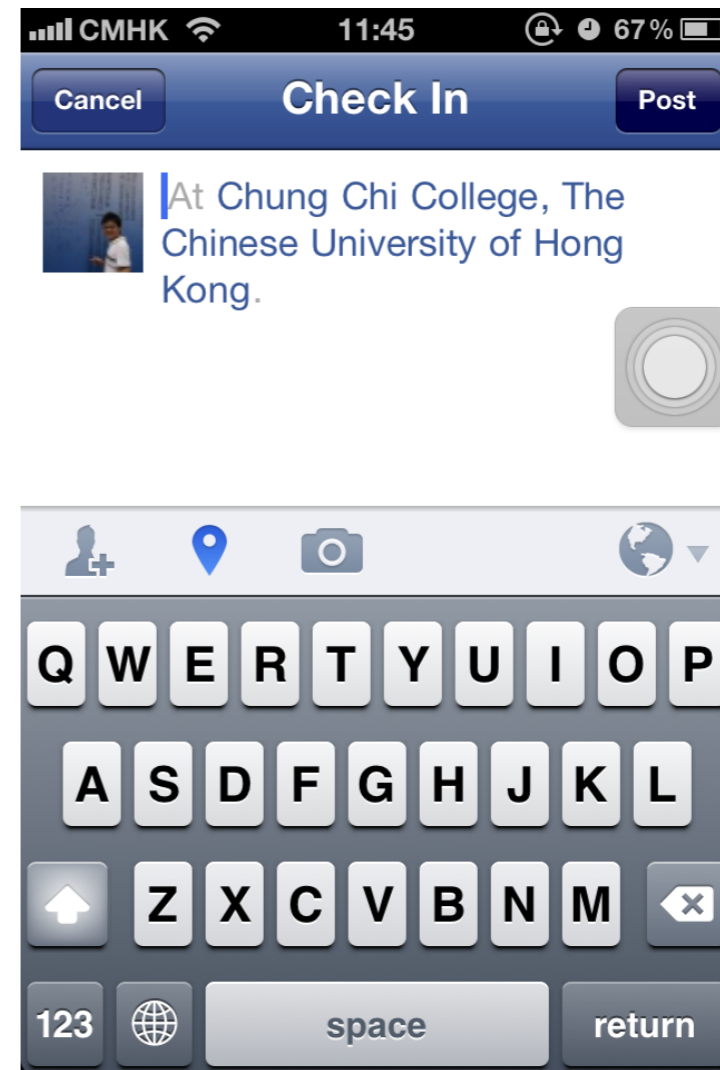 CMHK 11:45 67%
Cancel Check In Post
At Chung Chi College, The
Chinese University of Hong
Kong.
Q W E R T Y U I O P
A S D F G H J K L
Z X C V B N M
123 space return